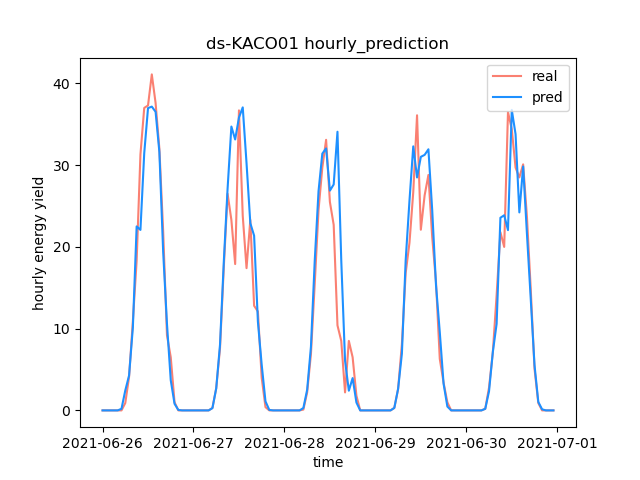 ds-KACO01 hourly_prediction
real
pred
hourly energy yield
40
30
20
10
0
2021-06-26 2021-06-27 2021-06-28 2021-06-29 2021-06-30 2021-07-01
time